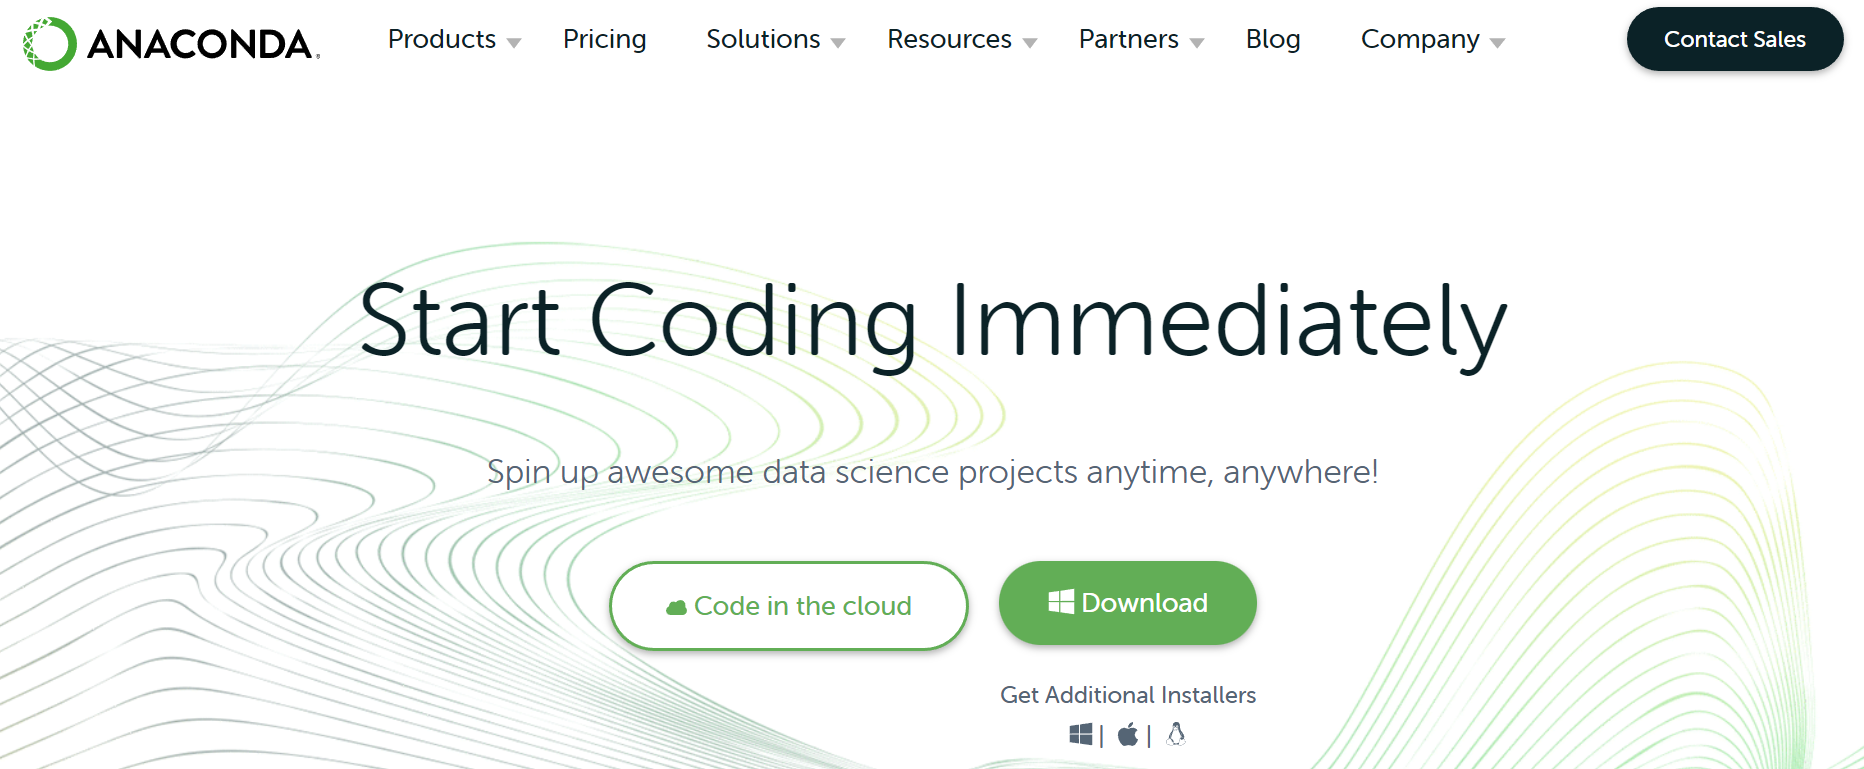 ANACONDA® Products Pricing Solutions Resources Partners Blog Company Contact Sales
Start Coding Immediately
Spin up awesome data science projects anytime, anywhere!
Code in the cloud Download
Get Additional Installers
| |